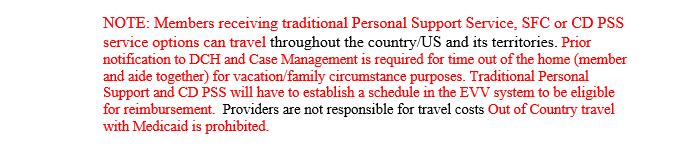 NOTE: Members receiving traditional Personal Support Service, SFC or CD PSS
service options can travel throughout the country/US and its territories. Prior
notification to DCH and Case Management is required for time out of the home (member
and aide together) for vacation/family circumstance purposes. Traditional Personal
Support and CD PSS will have to establish a schedule in the EVV system to be eligible
for reimbursement.  Providers are not responsible for travel costs Out of Country travel
with Medicaid is prohibited.